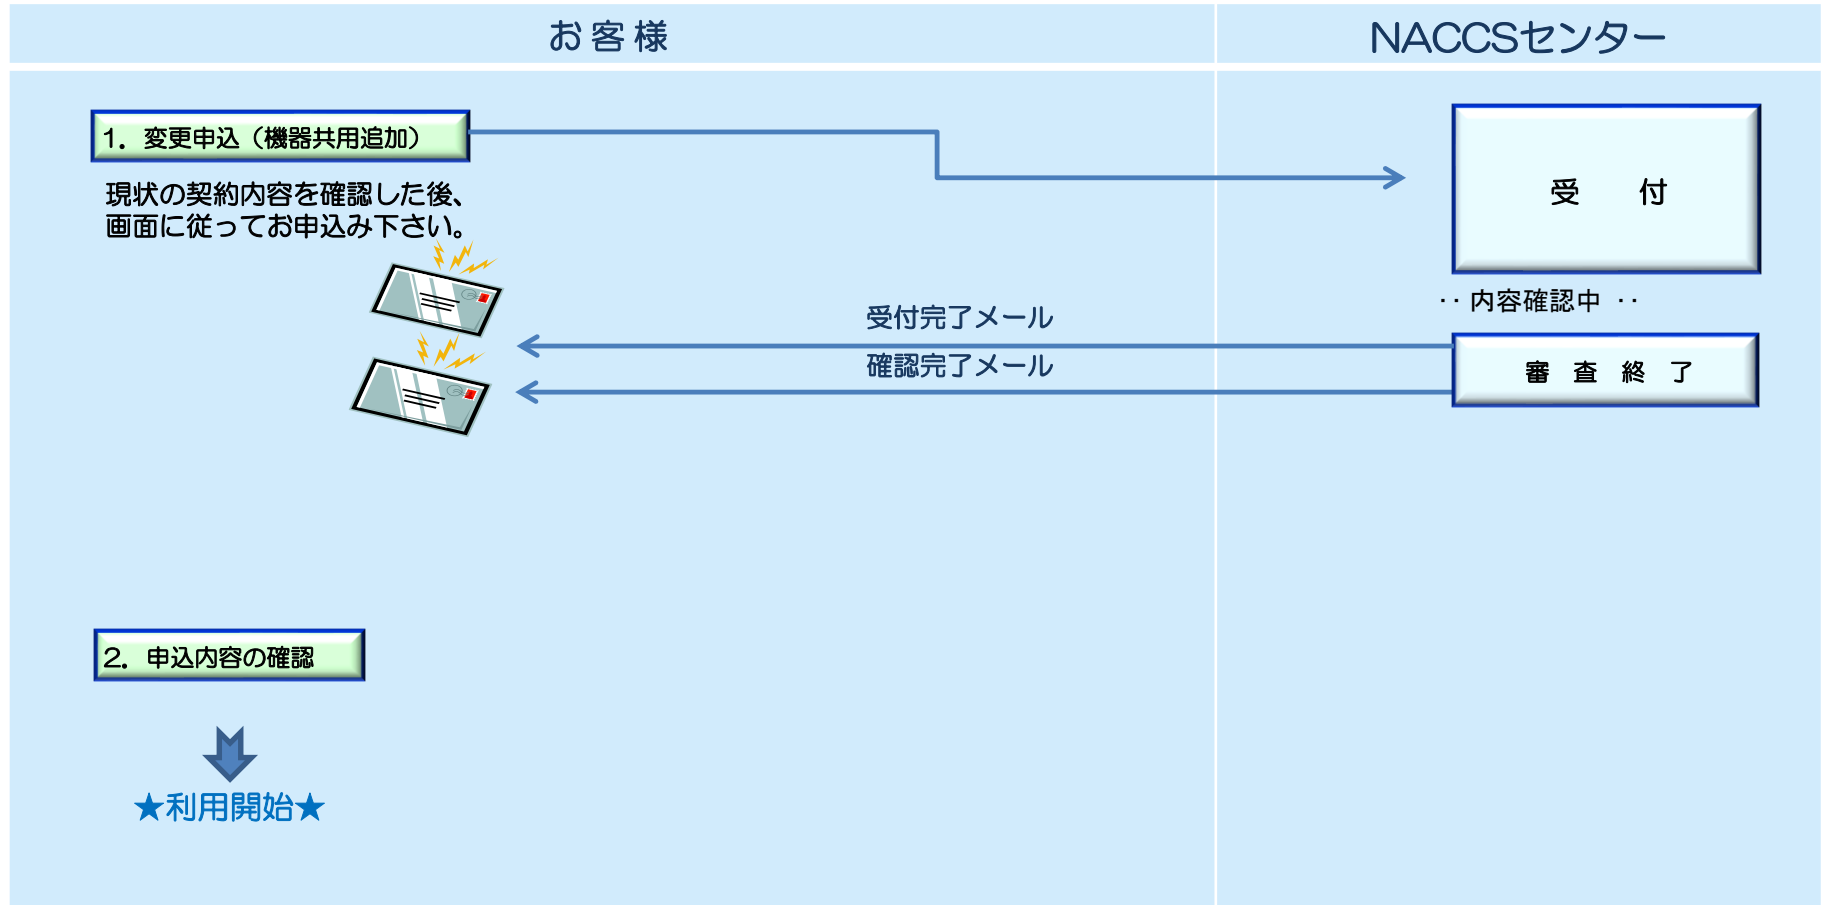 お客様
NACCSセンター
1．変更申込（機器共用追加）
現状の契約内容を確認した後、
画面に従ってお申込み下さい。
受　付
‥ 内容確認中 ‥
受付完了メール
確認完了メール
審　査　終　了
2．申込内容の確認
★利用開始★